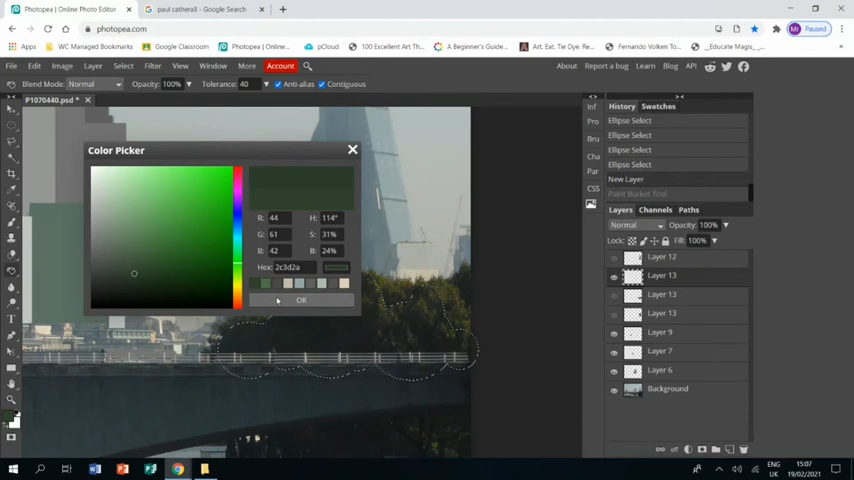 Photopea | Online Photo Editor
paul catherall - Google Search
photopea.com
Mr Paused
Apps WC Managed Bookmarks Google Classroom Photopea | Online... pCloud 100 Excellent Art Th... A Beginner's Guide... Art. Eat. Tie Dye. Re... Fernando Volken To... __Educate Magis_...
File Edit Image Layer Select Filter View Window More Account
About Report a bug Learn Blog API
Blend Mode: Normal Opacity: 100% Tolerance: 40 Anti-alias Contiguous
P1070440.psd *
Color Picker
R: 44 H: 114°
G: 61 S: 31%
B: 42 B: 24%
Hex: 2c3d2a
OK
Inf
Pro
Bru
Cha
Par
CSS
History Swatches
Ellipse Select
Ellipse Select
Ellipse Select
Ellipse Select
New Layer
Paint Bucket Tool
Layers Channels Paths
Normal Opacity: 100%
Lock: Fill: 100%
Layer 12
Layer 13
Layer 13
Layer 13
Layer 9
Layer 7
Layer 6
Background
eff
ENG
UK
15:07
19/02/2021